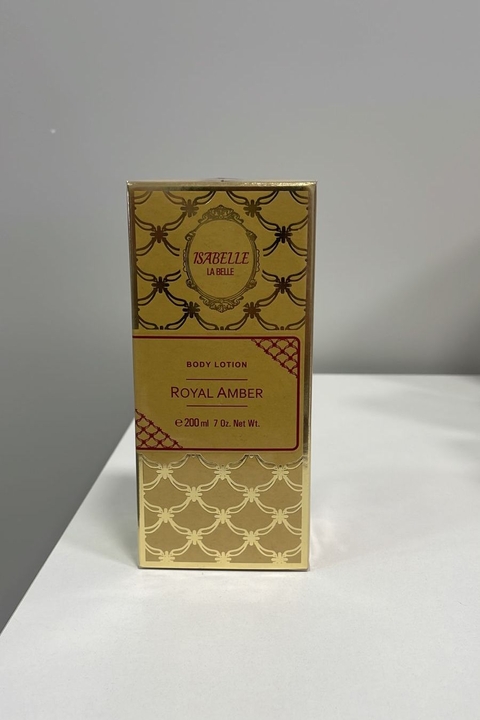 ISABELLE
LA BELLE
BODY LOTION
ROYAL AMBER
℮ 200 ml 7 Oz. Net Wt.